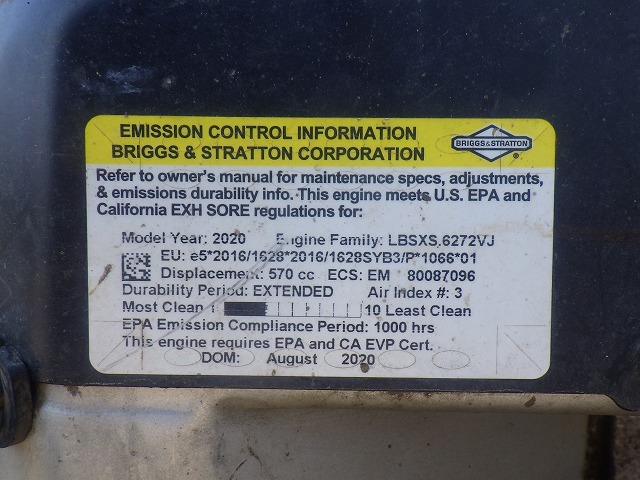 EMISSION CONTROL INFORMATION
BRIGGS & STRATTON CORPORATION
BRIGGS & STRATTON
Refer to owner's manual for maintenance specs, adjustments,
& emissions durability info. This engine meets U.S. EPA and
California EXH SORE regulations for:
Model Year: 2020 Engine Family: LBSXS.6272VJ
EU: e5*2016/1628*2016/1628SYB3/P*1066*01
Displacement: 570 cc ECS: EM 80087096
Durability Period: EXTENDED Air Index #: 3
Most Clean 1 10 Least Clean
EPA Emission Compliance Period: 1000 hrs
This engine requires EPA and CA EVP Cert.
DOM: August 2020